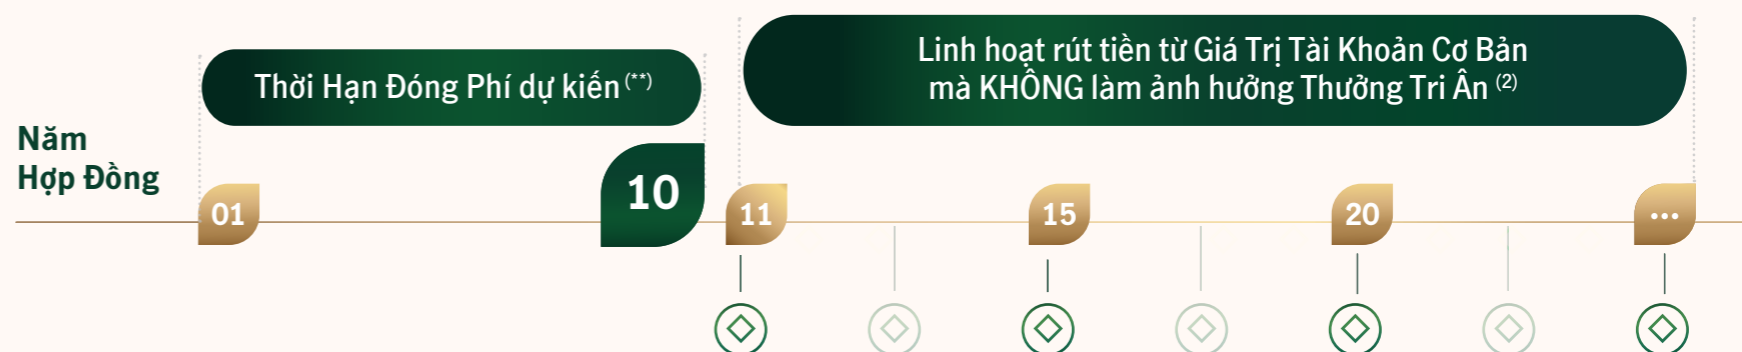 Thời Hạn Đóng Phí dự kiến (**)
Linh hoạt rút tiền từ Giá Trị Tài Khoản Cơ Bản
mà KHÔNG làm ảnh hưởng Thưởng Tri Ân (2)
Năm
Hợp Đồng
01
10
11
15
20
...